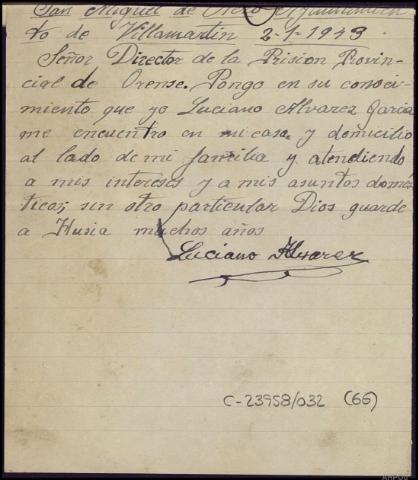 San Miguel de Otero Ayuntamien
to de Villamartin 2-1-1943.
Señor Director de la Prision Provin-
cial de Orense. Pongo en su conoci-
miento que yo Luciano Alvarez Garcia
me encuentro en mi casa y domicilio
al lado de mi familia y atendiendo
a mis intereses y a mis asuntos domés
ticos; sin otro particular Dios guarde
a Husia muchos años
Luciano Alvarez
C-23958/032 (66)